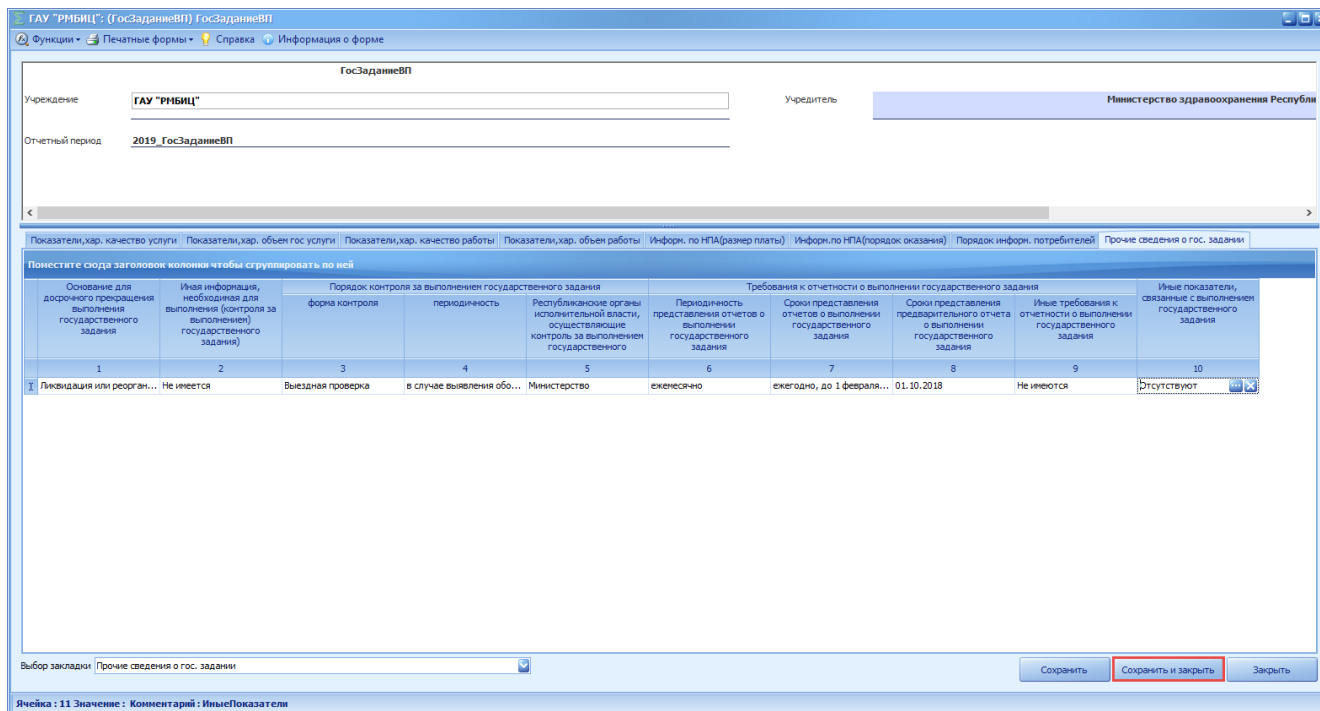 ГАУ "РМБИЦ": (ГосЗаданиеВП) ГосЗаданиеВП
Функции Печатные формы Справка Информация о форме
ГосЗаданиеВП
Учреждение ГАУ "РМБИЦ" Учредитель Министерство здравоохранения Республи
Отчетный период 2019_ГосЗаданиеВП
Показатели,хар. качество услуги Показатели,хар. объем гос услуги Показатели,хар. качество работы Показатели,хар. объем работы Информ. по НПА(размер платы) Информ.по НПА(порядок оказания) Порядок информ. потребителей Прочие сведения о гос. задании
Поместите сюда заголовок колонки чтобы сгруппировать по ней
Основание для
досрочного прекращения
выполнения
государственного
задания
Иная информация,
необходимая для
выполнения (контроля за
выполнением)
государственного
задания)
Порядок контроля за выполнением государственного задания
форма контроля
периодичность
Республиканские органы
исполнительной власти,
осуществляющие
контроль за выполнением
государственного
Требования к отчетности о выполнении государственного задания
Периодичность
представления отчетов о
выполнении
государственного
задания
Сроки представления
отчетов о выполнении
государственного
задания
Сроки представления
предварительного отчета
о выполнении
государственного
задания
Иные требования к
отчетности о выполнении
государственного
задания
Иные показатели,
связанные с выполнением
государственного
задания
1 2 3 4 5 6 7 8 9 10
Ликвидация или реорган... Не имеется Выездная проверка в случае выявления обо... Министерство ежемесячно ежегодно, до 1 февраля... 01.10.2018 Не имеются Отсутствуют
Выбор закладки Прочие сведения о гос. задании
Сохранить Сохранить и закрыть Закрыть
Ячейка : 11 Значение : Комментарий : ИныеПоказатели